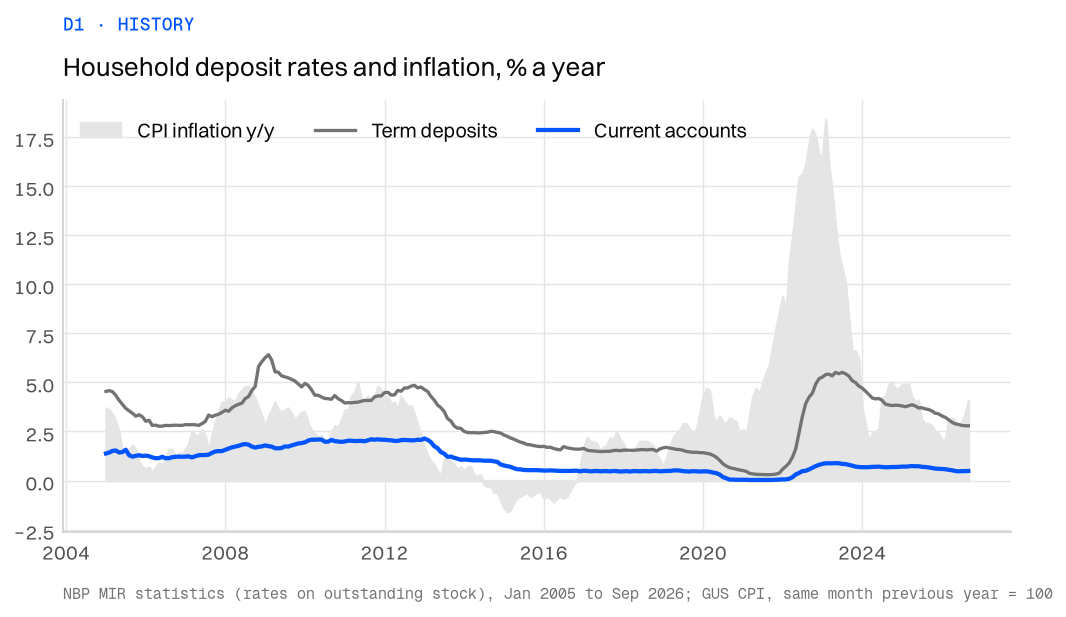 D1 · HISTORY
Household deposit rates and inflation, % a year
CPI inflation y/y Term deposits Current accounts
17.5
15.0
12.5
10.0
7.5
5.0
2.5
0.0
−2.5
2004 2008 2012 2016 2020 2024
NBP MIR statistics (rates on outstanding stock), Jan 2005 to Sep 2026; GUS CPI, same month previous year = 100